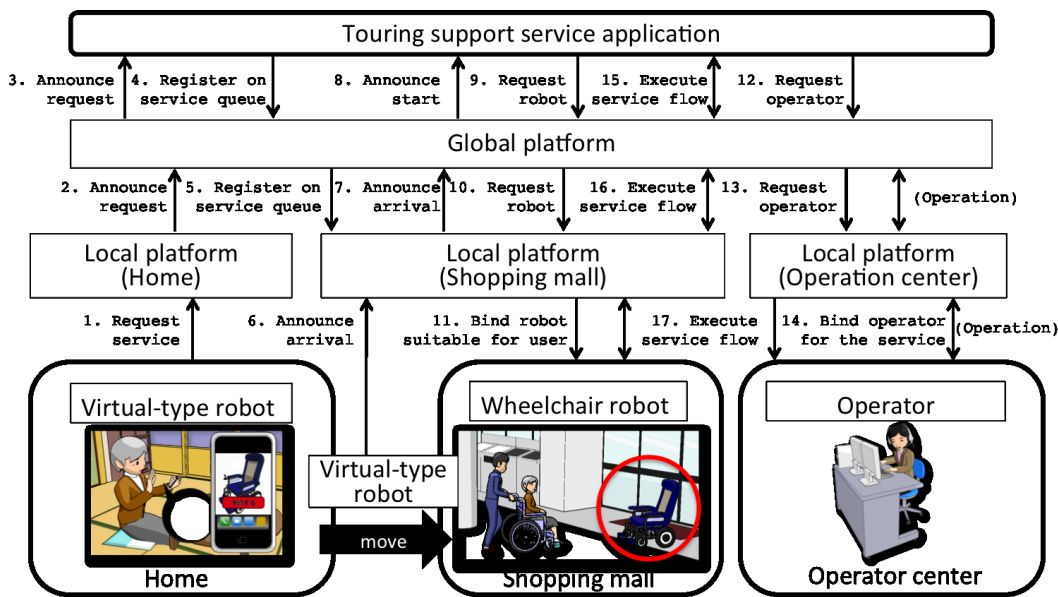 Touring support service application
3. Announce
request
4. Register on
service queue
8. Announce
start
9. Request
robot
15. Execute
service flow
12. Request
operator
Global platform
2. Announce
request
5. Register on
service queue
7. Announce
arrival
10. Request
robot
16. Execute
service flow
13. Request
operator
(Operation)
Local platform
(Home)
Local platform
(Shopping mall)
Local platform
(Operation center)
1. Request
service
6. Announce
arrival
11. Bind robot
suitable for user
17. Execute
service flow
14. Bind operator
for the service
(Operation)
Virtual-type robot
Wheelchair robot
Operator
Virtual-type
robot
move
Home
Shopping mall
Operator center